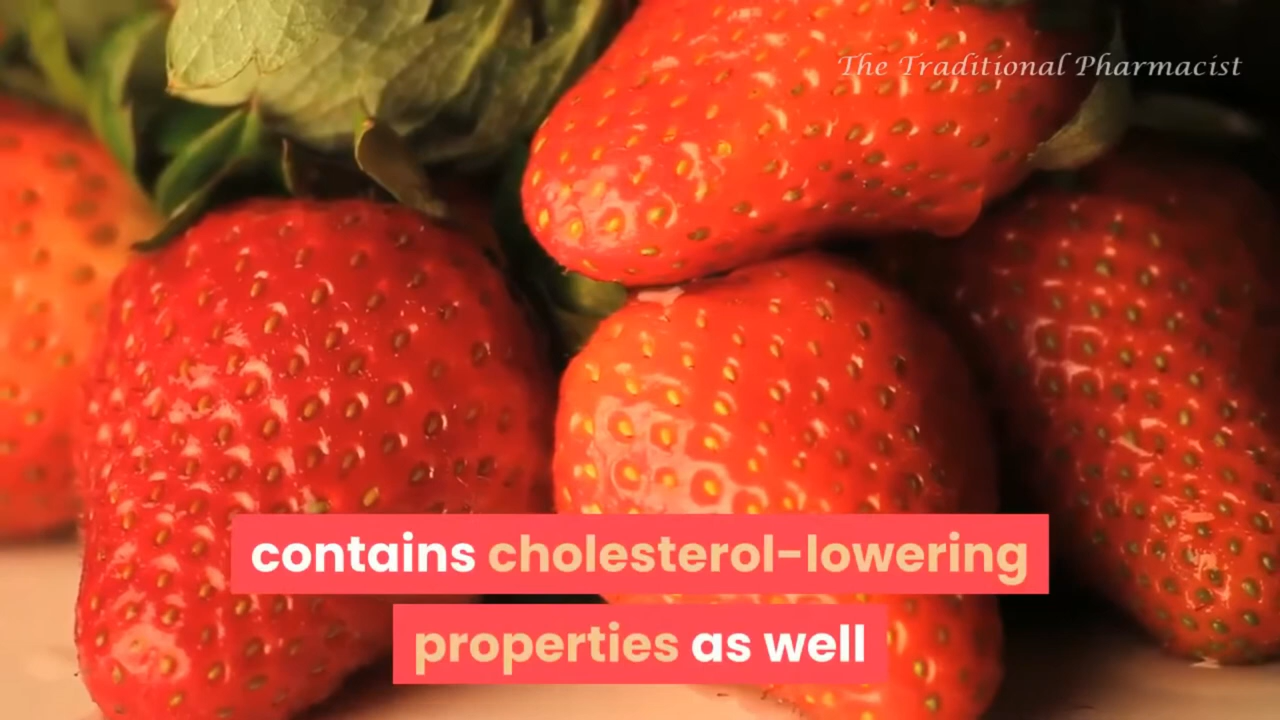 The Traditional Pharmacist
contains cholesterol-lowering
properties as well